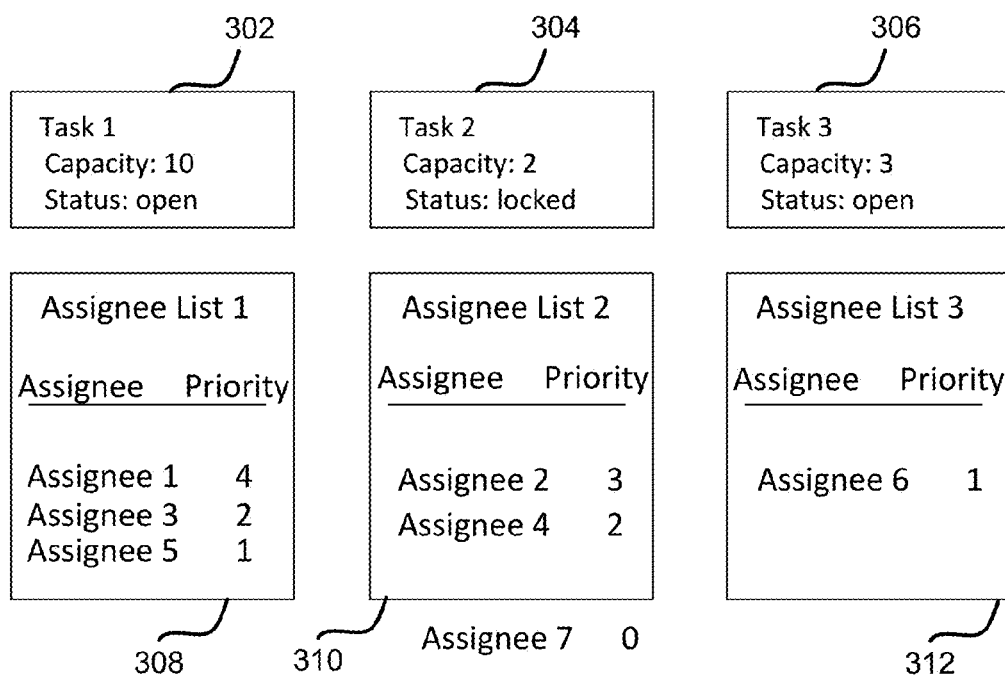 302
304
306
Task 1
Capacity: 10
Status: open
Task 2
Capacity: 2
Status: locked
Task 3
Capacity: 3
Status: open
Assignee List 1
Assignee Priority
Assignee 1 4
Assignee 3 2
Assignee 5 1
Assignee List 2
Assignee Priority
Assignee 2 3
Assignee 4 2
Assignee List 3
Assignee Priority
Assignee 6 1
Assignee 7 0
308
310
312